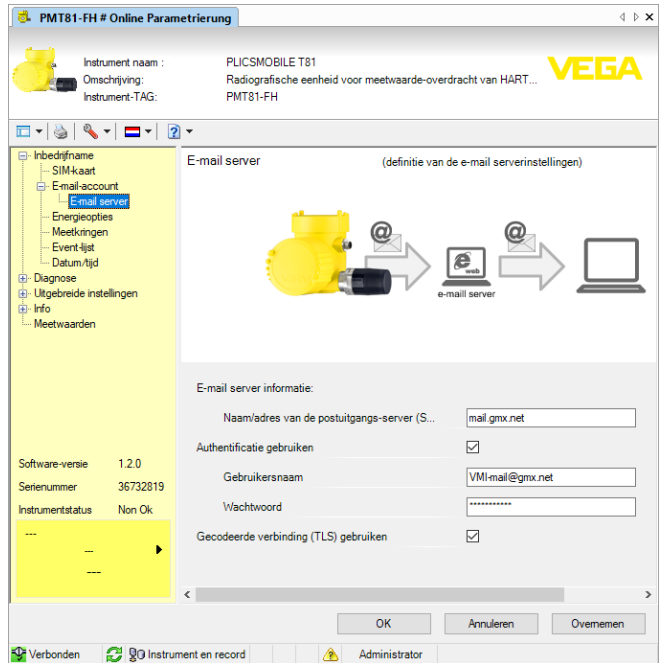 PMT81-FH # Online Parametrierung
Instrument naam : PLICSMOBILE T81
Omschrijving: Radiografische eenheid voor meetwaarde-overdracht van HART...
Instrument-TAG: PMT81-FH
VEGA
Inbedrijfname
SIM-kaart
E-mail-account
E-mail server
Energieopties
Meetkringen
Event-lijst
Datum/tijd
Diagnose
Uitgebreide instellingen
Info
Meetwaarden
Software-versie 1.2.0
Serienummer 36732819
Instrumentstatus Non Ok
---
---
---
E-mail server (definitie van de e-mail serverinstellingen)
@ @
e web
e-maill server
E-mail server informatie:
Naam/adres van de postuitgangs-server (S... mail.gmx.net
Authentificatie gebruiken
Gebruikersnaam VMI-mail@gmx.net
Wachtwoord ***********
Gecodeerde verbinding (TLS) gebruiken
OK Annuleren Overnemen
Verbonden Instrument en record Administrator